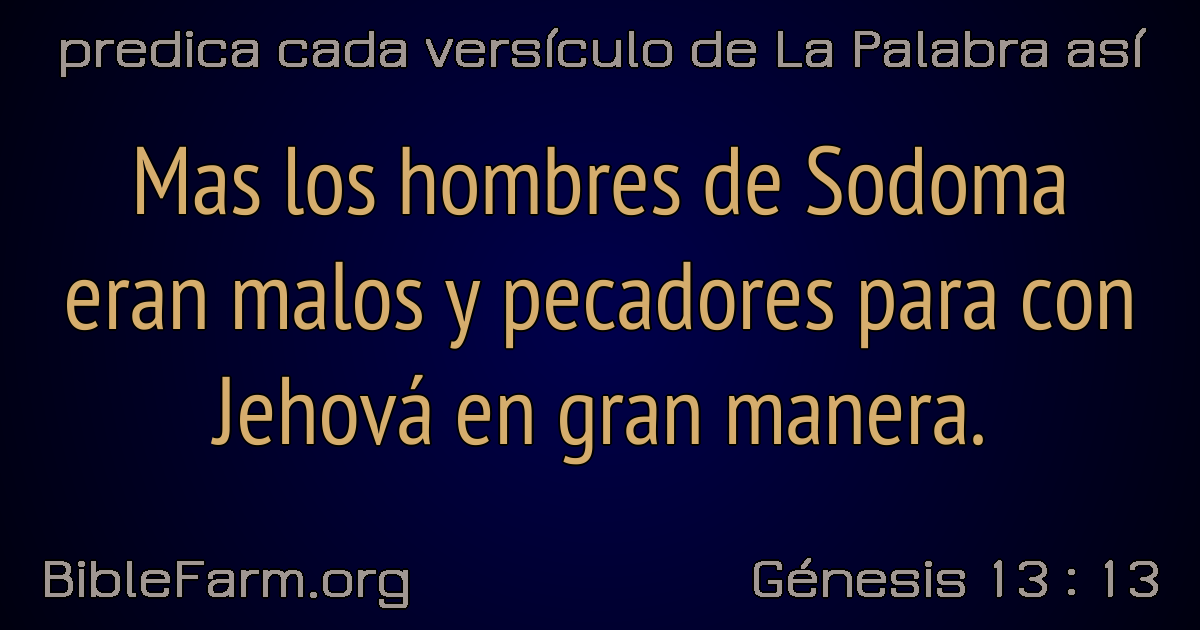 predica cada versículo de La Palabra así
Mas los hombres de Sodoma
eran malos y pecadores para con
Jehová en gran manera.
BibleFarm.org
Génesis 13 : 13